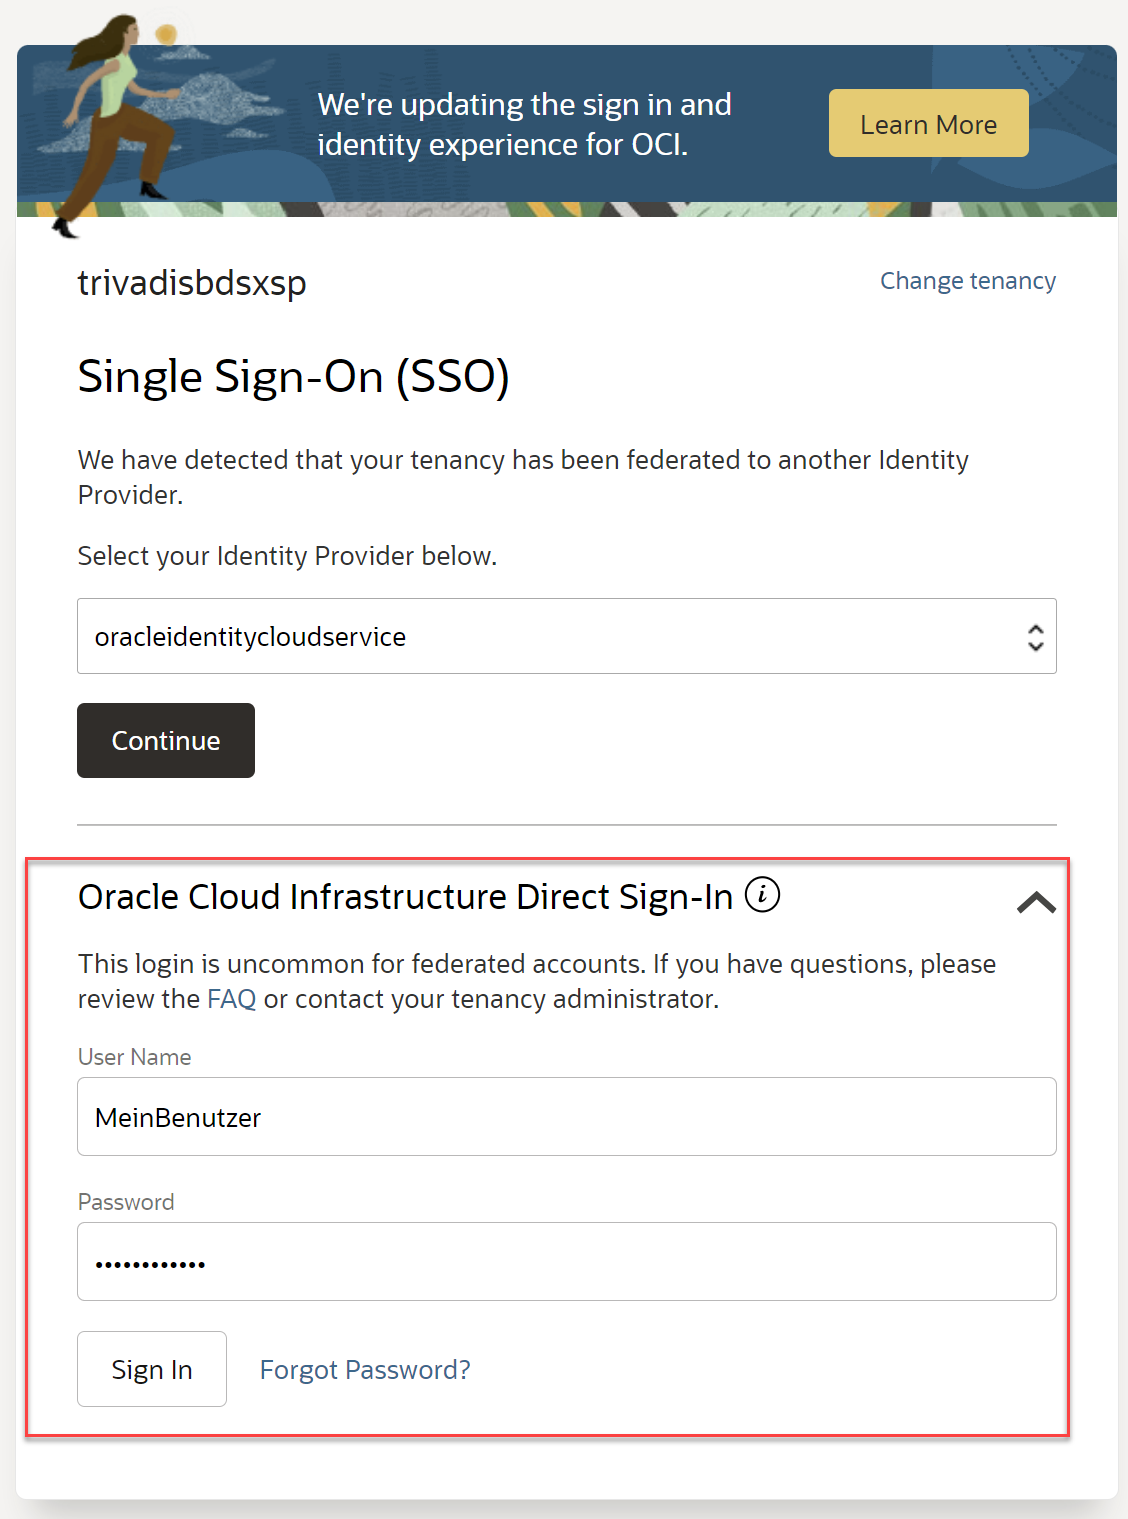 We're updating the sign in and
identity experience for OCI.
Learn More
trivadisbdsxsp
Change tenancy
Single Sign-On (SSO)
We have detected that your tenancy has been federated to another Identity
Provider.
Select your Identity Provider below.
oracleidentitycloudservice
Continue
Oracle Cloud Infrastructure Direct Sign-In i
This login is uncommon for federated accounts. If you have questions, please
review the FAQ or contact your tenancy administrator.
User Name
MeinBenutzer
Password
••••••••••••
Sign In
Forgot Password?